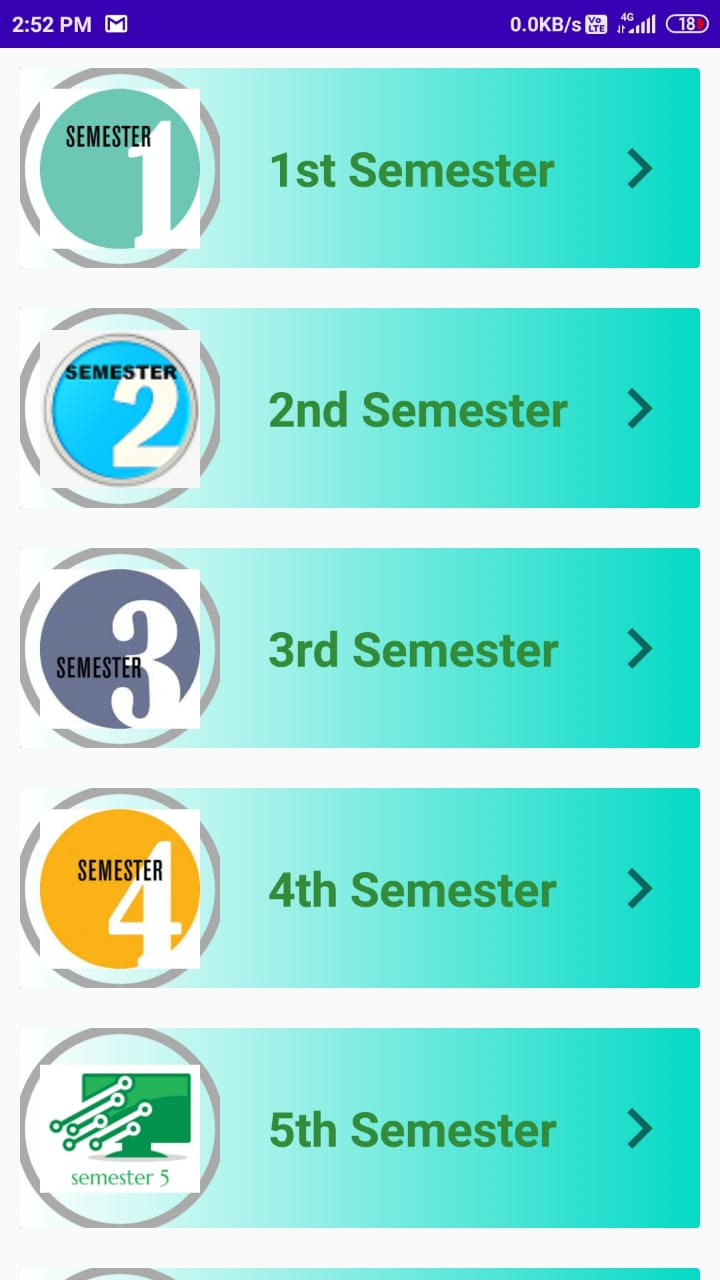 2:52 PM 0.0KB/s Vo LTE 4G 18
SEMESTER
1
1st Semester
SEMESTER
2
2nd Semester
3
SEMESTER
3rd Semester
SEMESTER
4
4th Semester
semester 5
5th Semester